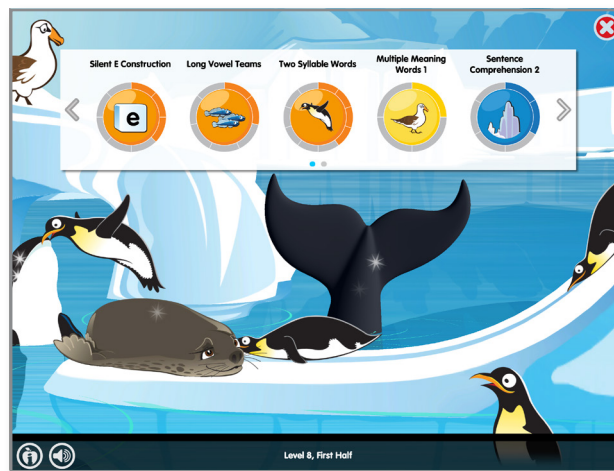 Silent E Construction
Long Vowel Teams
Two Syllable Words
Multiple Meaning
Words 1
Sentence
Comprehension 2
e
Level 8, First Half